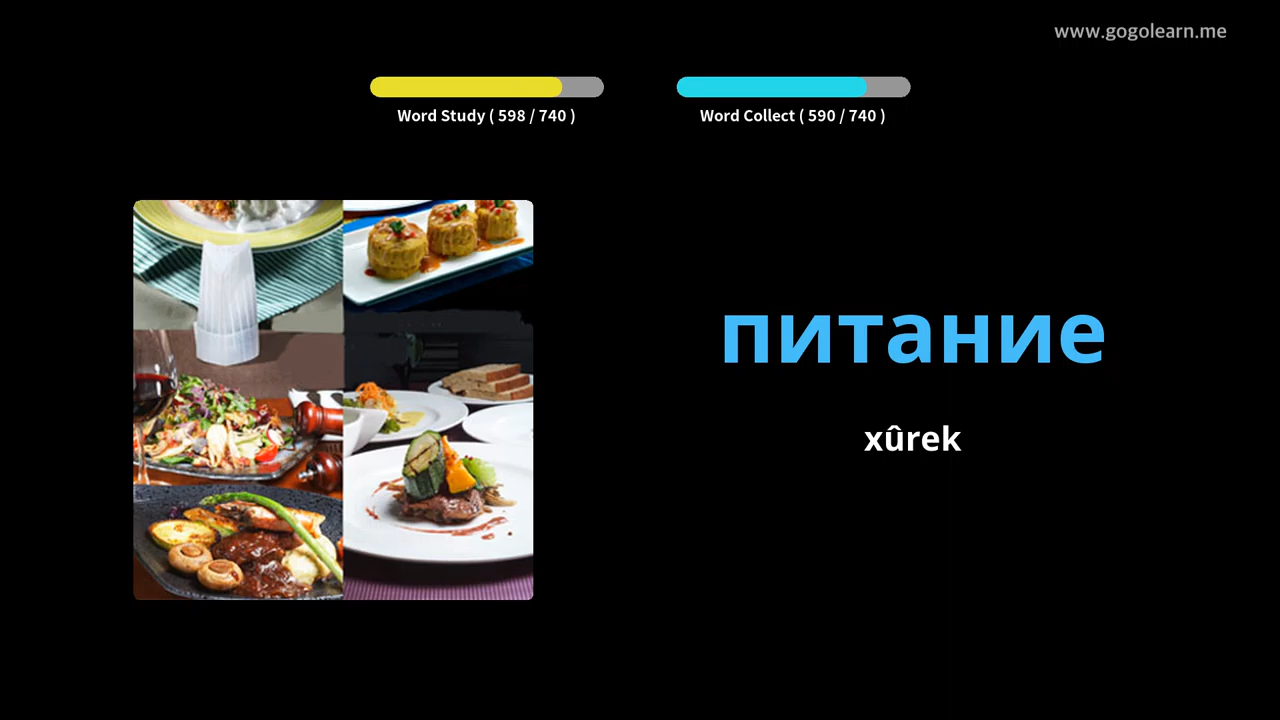 www.gogolearn.me
Word Study ( 598 / 740 )
Word Collect ( 590 / 740 )
питание
xûrek